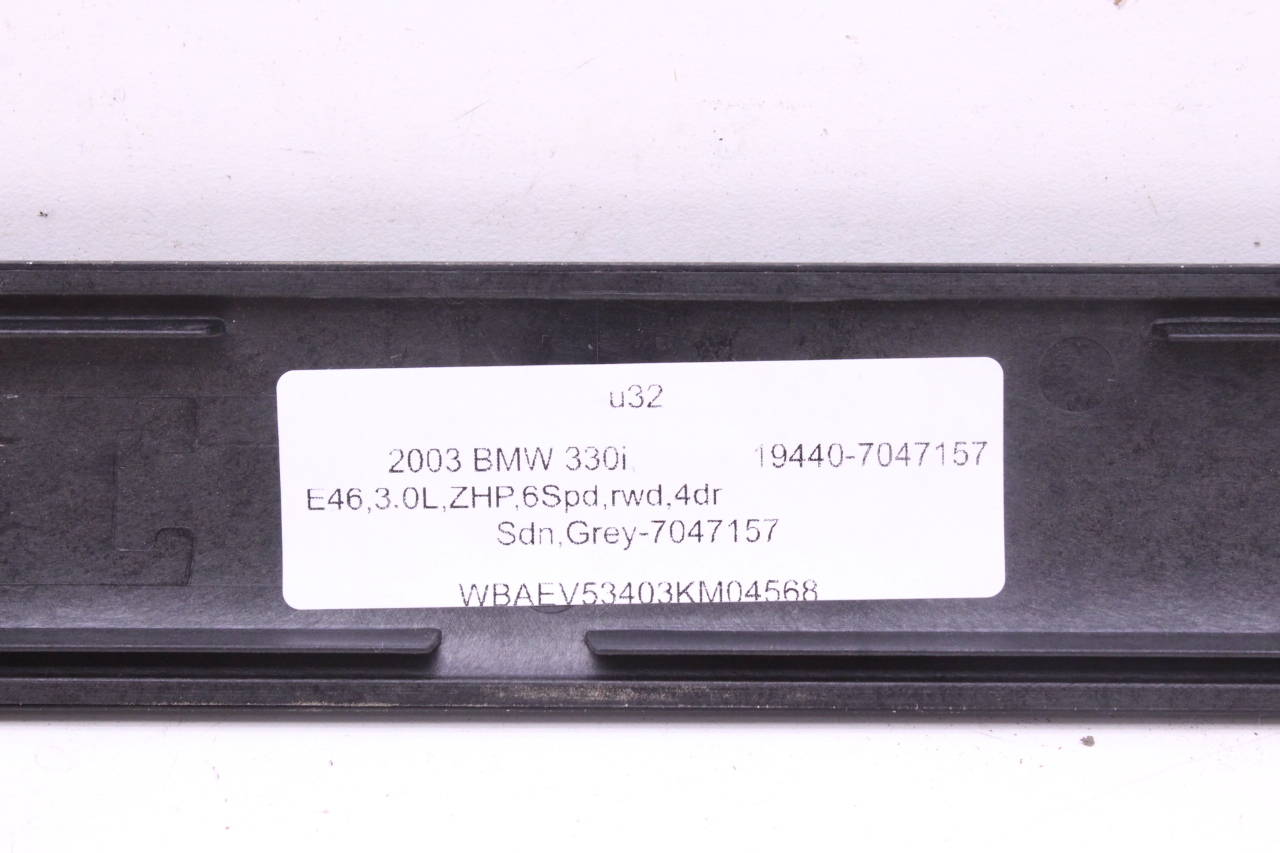 u32
2003 BMW 330i 19440-7047157
E46,3.0L,ZHP,6Spd,rwd,4dr
Sdn,Grey-7047157
WBAEV53403KM04568